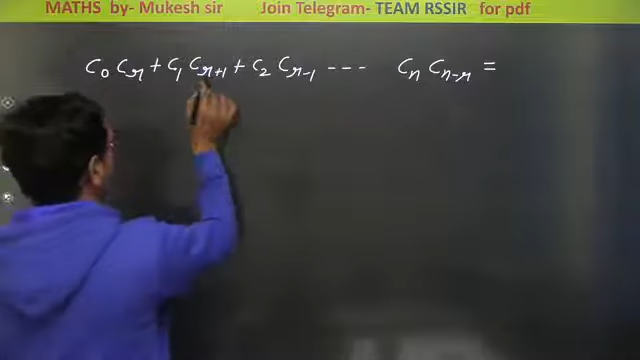 MATHS by- Mukesh sir Join Telegram- TEAM RSSIR for pdf
C₀ Cᵣ + C₁ Cᵣ₊₁ + C₂ Cᵣ₋₁ --- Cₙ Cₙ₋ᵣ =